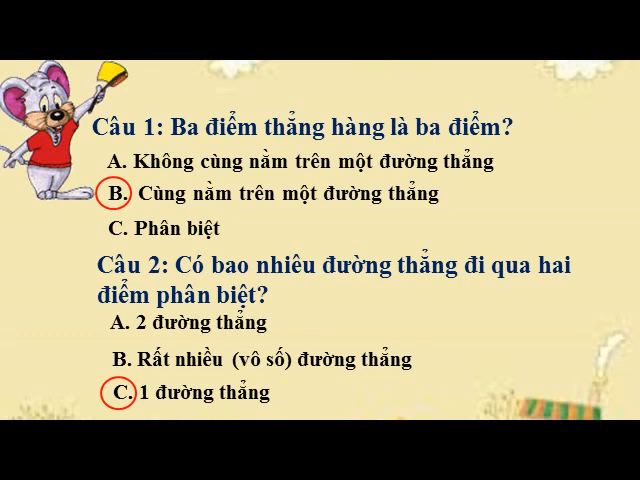 Câu 1: Ba điểm thẳng hàng là ba điểm?
A. Không cùng nằm trên một đường thẳng
B. Cùng nằm trên một đường thẳng
C. Phân biệt
Câu 2: Có bao nhiêu đường thẳng đi qua hai
điểm phân biệt?
A. 2 đường thẳng
B. Rất nhiều (vô số) đường thẳng
C. 1 đường thẳng